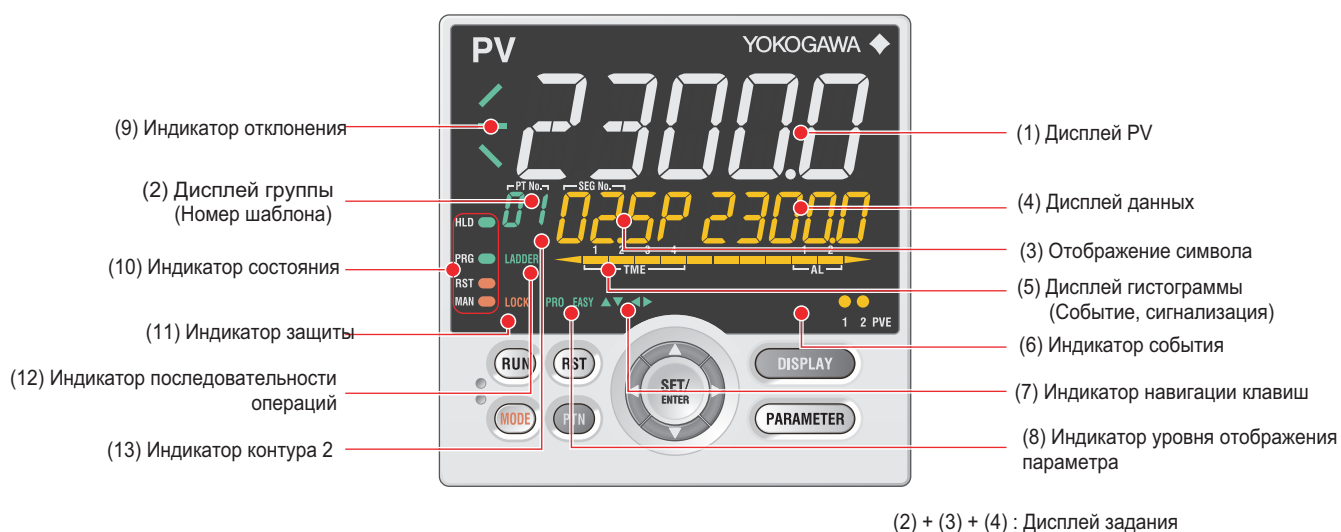 PV
YOKOGAWA
2300.0
(9) Индикатор отклонения
(1) Дисплей PV
PT No.
SEG No.
(2) Дисплей группы
(Номер шаблона)
01
02.SP
2300.0
(4) Дисплей данных
HLD
(3) Отображение символа
1 2 3 4
1 2
PRG
LADDER
TME
AL
(10) Индикатор состояния
(5) Дисплей гистограммы
(Событие, сигнализация)
RST
MAN
LOCK
PRO
EASY
1 2 PVE
(11) Индикатор защиты
(6) Индикатор события
RUN
RST
DISPLAY
(12) Индикатор последовательности
операций
SET/
ENTER
(7) Индикатор навигации клавиш
MODE
PTN
PARAMETER
(13) Индикатор контура 2
(8) Индикатор уровня отображения
параметра
(2) + (3) + (4) : Дисплей задания